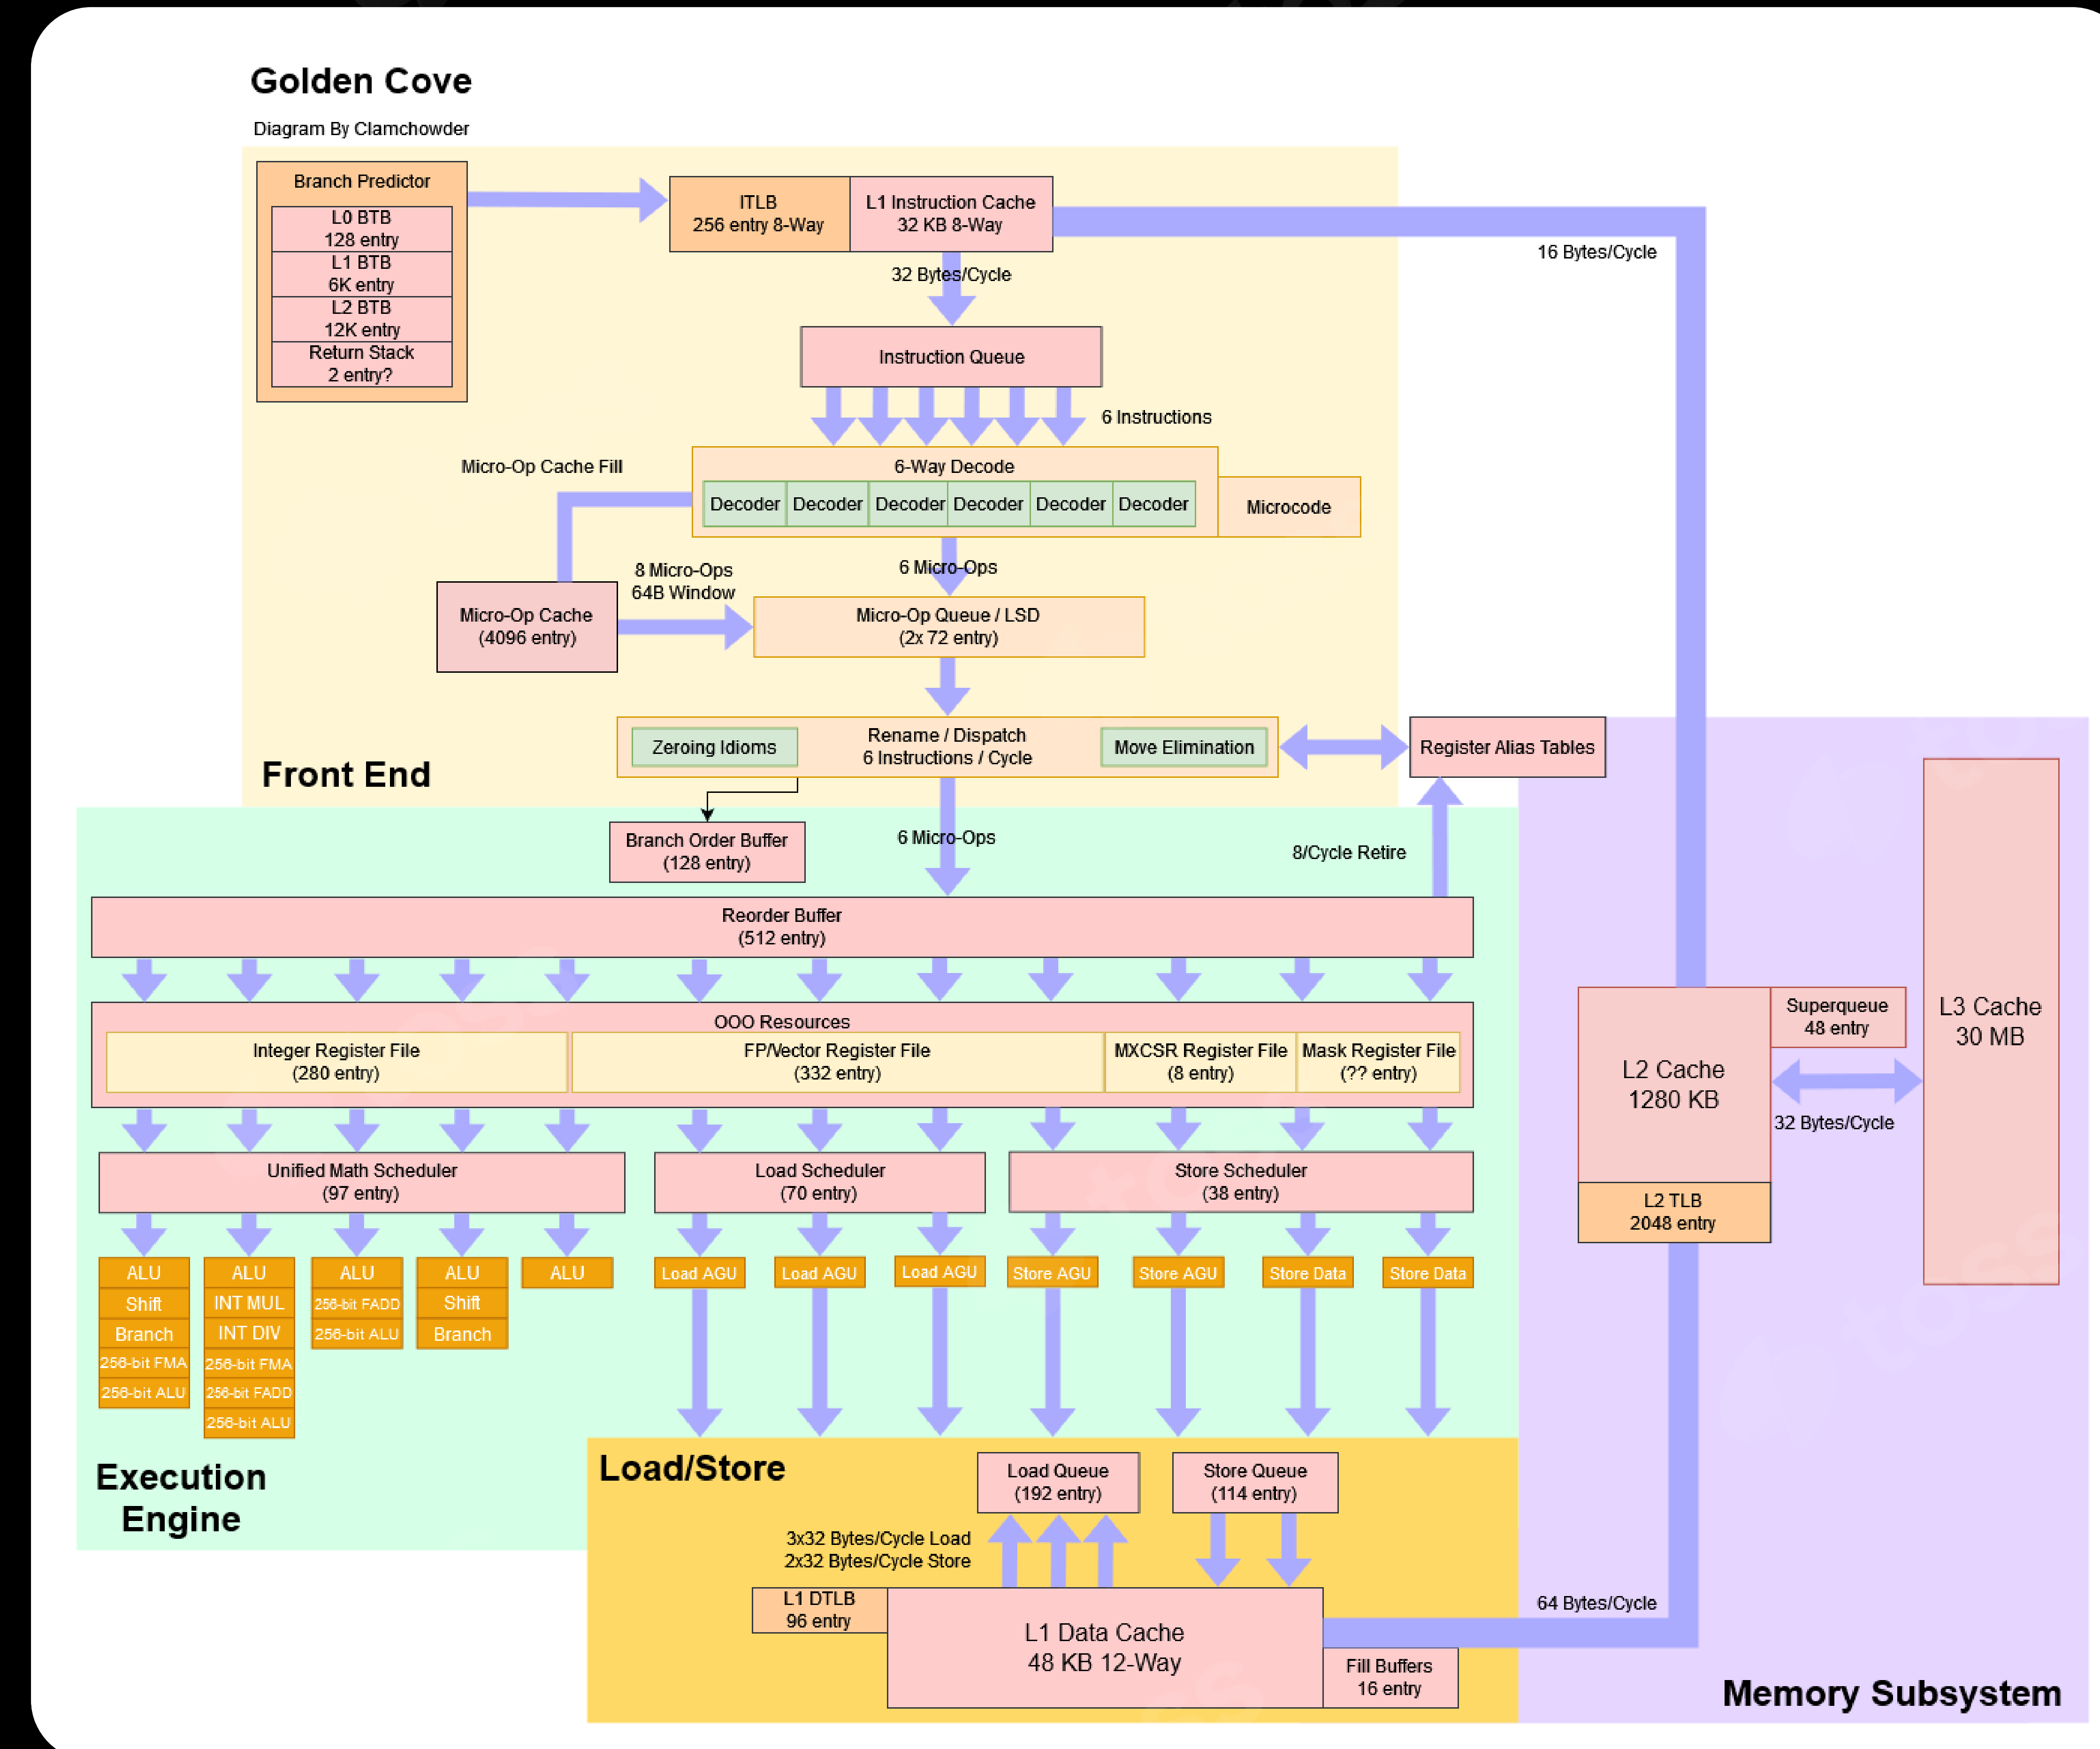 Golden Cove
Diagram By Clamchowder
Branch Predictor
L0 BTB
128 entry
L1 BTB
6K entry
L2 BTB
12K entry
Return Stack
2 entry?
ITLB
256 entry 8-Way
L1 Instruction Cache
32 KB 8-Way
16 Bytes/Cycle
32 Bytes/Cycle
Instruction Queue
6 Instructions
Micro-Op Cache Fill
6-Way Decode
Decoder
Decoder
Decoder
Decoder
Decoder
Decoder
Microcode
8 Micro-Ops
64B Window
6 Micro-Ops
Micro-Op Cache
(4096 entry)
Micro-Op Queue / LSD
(2x 72 entry)
Zeroing Idioms
Rename / Dispatch
6 Instructions / Cycle
Move Elimination
Register Alias Tables
Front End
Branch Order Buffer
(128 entry)
6 Micro-Ops
8/Cycle Retire
Reorder Buffer
(512 entry)
OOO Resources
Integer Register File
(280 entry)
FP/Vector Register File
(332 entry)
MXCSR Register File
(8 entry)
Mask Register File
(?? entry)
Unified Math Scheduler
(97 entry)
Load Scheduler
(70 entry)
Store Scheduler
(38 entry)
ALU
Shift
Branch
256-bit FMA
256-bit ALU
ALU
INT MUL
INT DIV
256-bit FMA
256-bit FADD
256-bit ALU
ALU
256-bit FADD
256-bit ALU
ALU
Shift
Branch
ALU
Load AGU
Load AGU
Load AGU
Store AGU
Store AGU
Store Data
Store Data
Execution
Engine
Load/Store
Load Queue
(192 entry)
Store Queue
(114 entry)
3x32 Bytes/Cycle Load
2x32 Bytes/Cycle Store
L1 DTLB
96 entry
L1 Data Cache
48 KB 12-Way
Fill Buffers
16 entry
64 Bytes/Cycle
L2 Cache
1280 KB
Superqueue
48 entry
32 Bytes/Cycle
L2 TLB
2048 entry
L3 Cache
30 MB
Memory Subsystem
toss
toss
toss